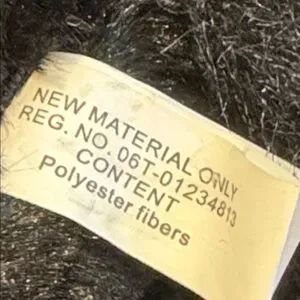 NEW MATERIAL ONLY
REG. NO. 06T-01234813
CONTENT
Polyester fibers